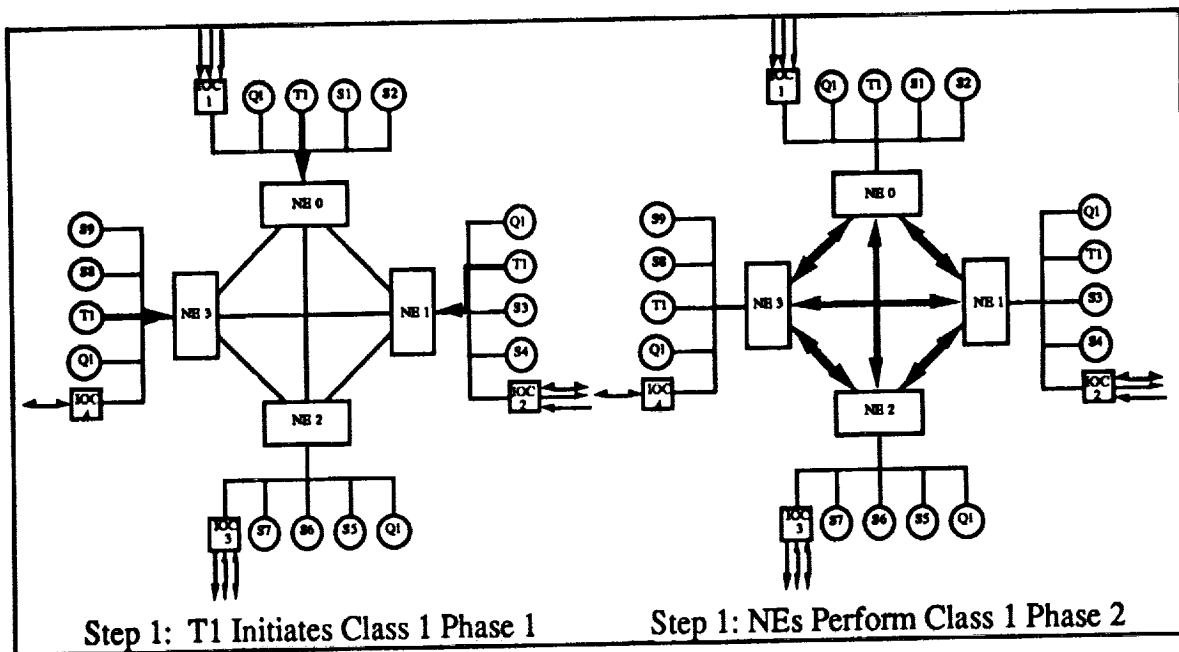 IOC
1
Q1
T1
S1
S2
NE 0
S9
S8
T1
Q1
IOC
4
NE 3
NE 1
Q1
T1
S3
S4
IOC
2
NE 2
IOC
3
S7
S6
S5
Q1
Step 1: T1 Initiates Class 1 Phase 1
IOC
1
Q1
T1
S1
S2
NE 0
S9
S8
T1
Q1
IOC
4
NE 3
NE 1
Q1
T1
S3
S4
IOC
2
NE 2
IOC
3
S7
S6
S5
Q1
Step 1: NEs Perform Class 1 Phase 2